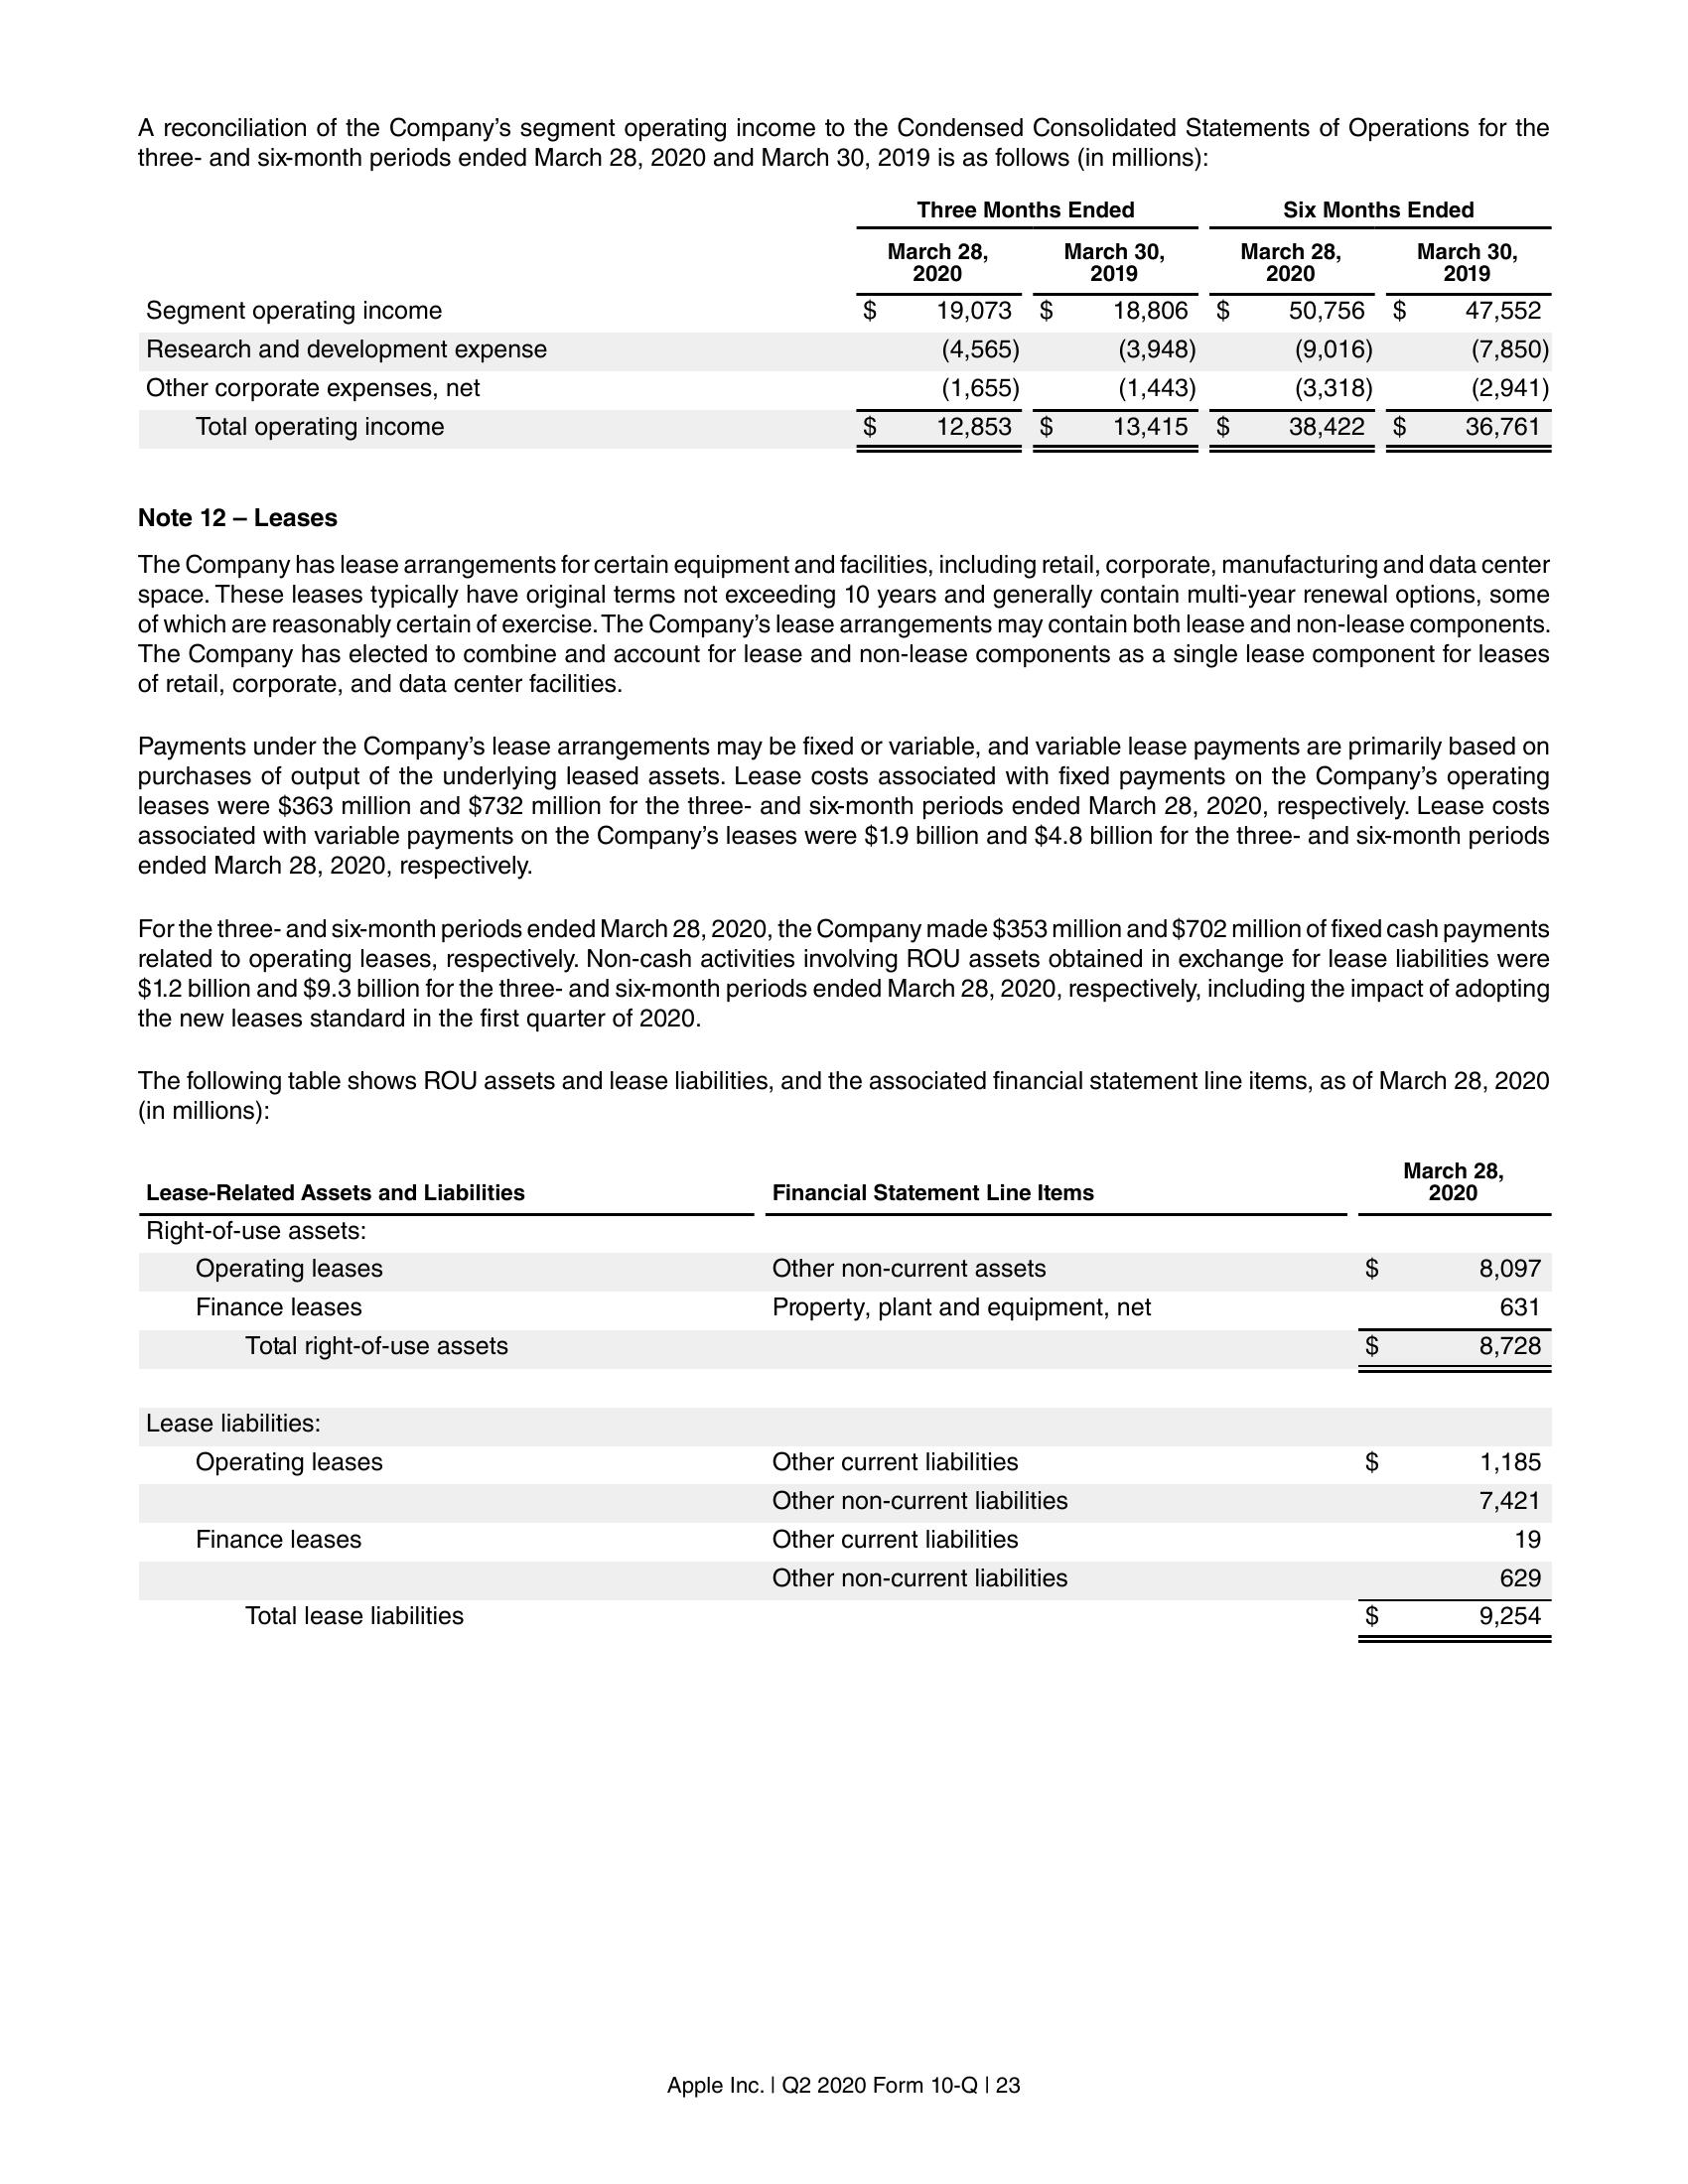 A reconciliation of the Company’s segment operating income to the Condensed Consolidated Statements of Operations for the
three- and six-month periods ended March 28, 2020 and March 30, 2019 is as follows (in millions):
Three Months Ended Six Months Ended
March 28, 2020 March 30, 2019 March 28, 2020 March 30, 2019
Segment operating income $ 19,073 $ 18,806 $ 50,756 $ 47,552
Research and development expense (4,565) (3,948) (9,016) (7,850)
Other corporate expenses, net (1,655) (1,443) (3,318) (2,941)
Total operating income $ 12,853 $ 13,415 $ 38,422 $ 36,761
Note 12 – Leases
The Company has lease arrangements for certain equipment and facilities, including retail, corporate, manufacturing and data center
space. These leases typically have original terms not exceeding 10 years and generally contain multi-year renewal options, some
of which are reasonably certain of exercise. The Company’s lease arrangements may contain both lease and non-lease components.
The Company has elected to combine and account for lease and non-lease components as a single lease component for leases
of retail, corporate, and data center facilities.
Payments under the Company’s lease arrangements may be fixed or variable, and variable lease payments are primarily based on
purchases of output of the underlying leased assets. Lease costs associated with fixed payments on the Company’s operating
leases were $363 million and $732 million for the three- and six-month periods ended March 28, 2020, respectively. Lease costs
associated with variable payments on the Company’s leases were $1.9 billion and $4.8 billion for the three- and six-month periods
ended March 28, 2020, respectively.
For the three- and six-month periods ended March 28, 2020, the Company made $353 million and $702 million of fixed cash payments
related to operating leases, respectively. Non-cash activities involving ROU assets obtained in exchange for lease liabilities were
$1.2 billion and $9.3 billion for the three- and six-month periods ended March 28, 2020, respectively, including the impact of adopting
the new leases standard in the first quarter of 2020.
The following table shows ROU assets and lease liabilities, and the associated financial statement line items, as of March 28, 2020
(in millions):
Lease-Related Assets and Liabilities Financial Statement Line Items March 28, 2020
Right-of-use assets:
Operating leases Other non-current assets $ 8,097
Finance leases Property, plant and equipment, net 631
Total right-of-use assets $ 8,728
Lease liabilities:
Operating leases Other current liabilities $ 1,185
Other non-current liabilities 7,421
Finance leases Other current liabilities 19
Other non-current liabilities 629
Total lease liabilities $ 9,254
Apple Inc. | Q2 2020 Form 10-Q | 23